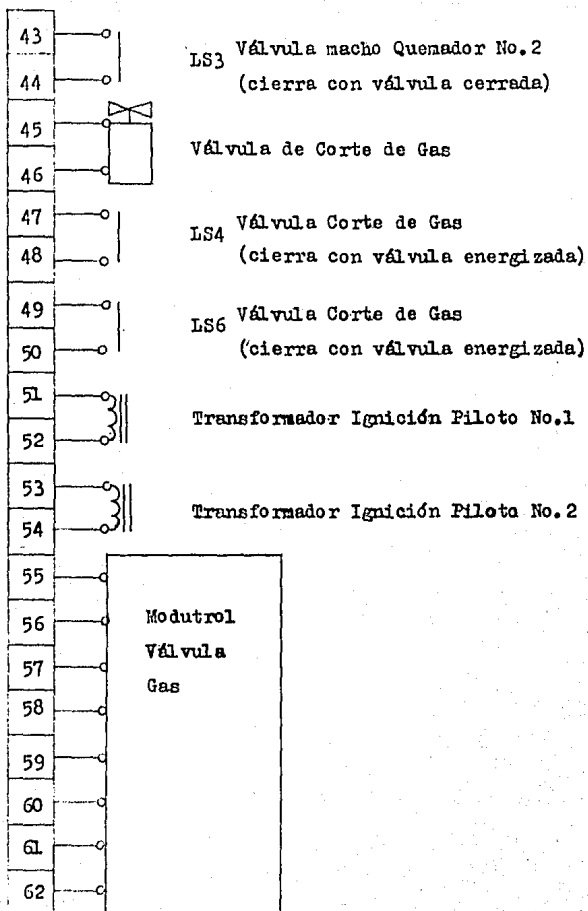 43
LS3 Válvula macho Quemador No.2
44
(cierra con válvula cerrada)
45
Válvula de Corte de Gas
46
47
LS4 Válvula Corte de Gas
48
(cierra con válvula energizada)
49
LS6 Válvula Corte de Gas
50
(cierra con válvula energizada)
51
Transformador Ignición Piloto No.1
52
53
Transformador Ignición Piloto No.2
54
55
56
Modutrol
Válvula
57
Gas
58
59
60
61
62